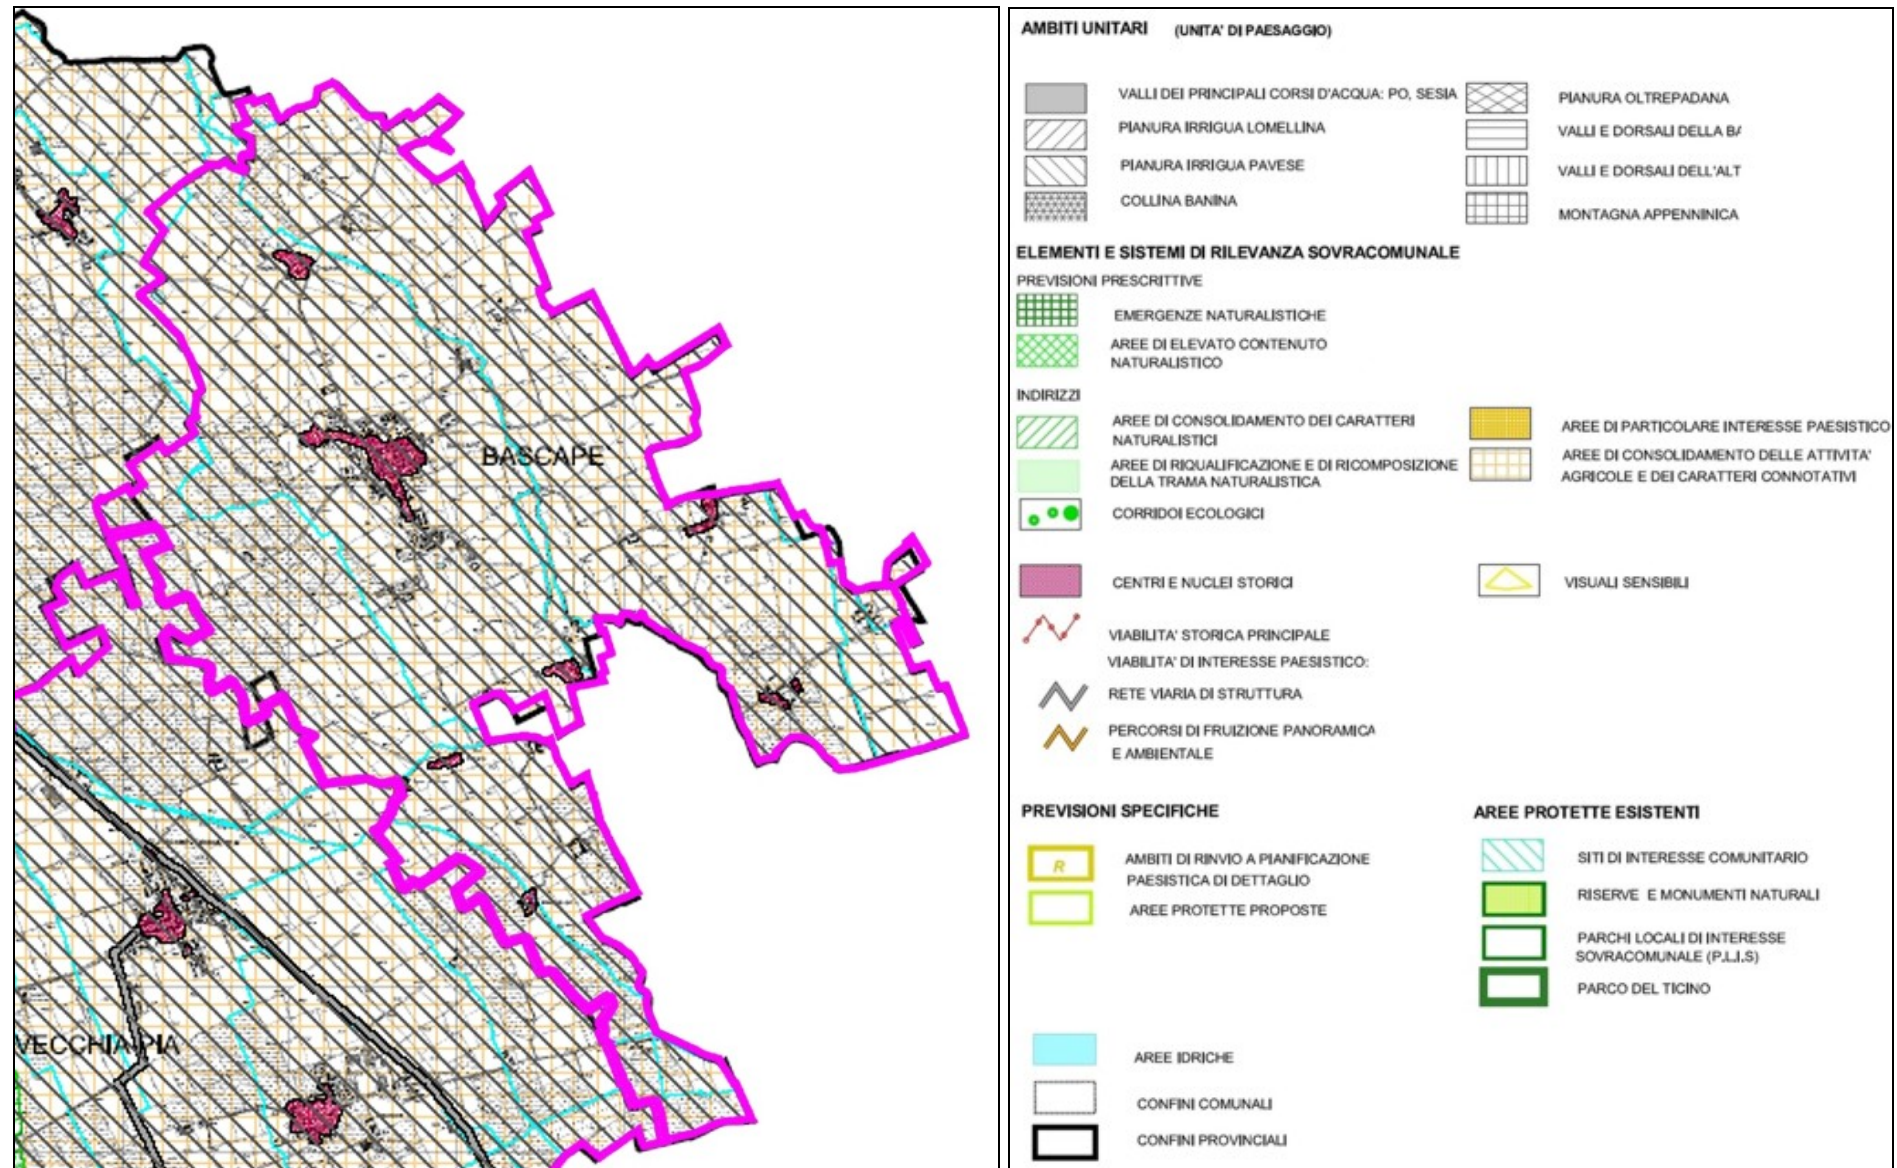 BASCAPE'
VECCHIA PIA
AMBITI UNITARI (UNITA' DI PAESAGGIO)
VALLI DEI PRINCIPALI CORSI D'ACQUA: PO, SESIA
PIANURA IRRIGUA LOMELLINA
PIANURA IRRIGUA PAVESE
COLLINA BANINA
PIANURA OLTREPADANA
VALLI E DORSALI DELLA BA
VALLI E DORSALI DELL'ALT
MONTAGNA APPENNINICA
ELEMENTI E SISTEMI DI RILEVANZA SOVRACOMUNALE
PREVISIONI PRESCRITTIVE
EMERGENZE NATURALISTICHE
AREE DI ELEVATO CONTENUTO
NATURALISTICO
INDIRIZZI
AREE DI CONSOLIDAMENTO DEI CARATTERI
NATURALISTICI
AREE DI RIQUALIFICAZIONE E DI RICOMPOSIZIONE
DELLA TRAMA NATURALISTICA
CORRIDOI ECOLOGICI
AREE DI PARTICOLARE INTERESSE PAESISTICO
AREE DI CONSOLIDAMENTO DELLE ATTIVITA'
AGRICOLE E DEI CARATTERI CONNOTATIVI
CENTRI E NUCLEI STORICI
VISUALI SENSIBILI
VIABILITA' STORICA PRINCIPALE
VIABILITA' DI INTERESSE PAESISTICO:
RETE VIARIA DI STRUTTURA
PERCORSI DI FRUIZIONE PANORAMICA
E AMBIENTALE
PREVISIONI SPECIFICHE
R
AMBITI DI RINVIO A PIANIFICAZIONE
PAESISTICA DI DETTAGLIO
AREE PROTETTE PROPOSTE
AREE PROTETTE ESISTENTI
SITI DI INTERESSE COMUNITARIO
RISERVE E MONUMENTI NATURALI
PARCHI LOCALI DI INTERESSE
SOVRACOMUNALE (P.L.I.S)
PARCO DEL TICINO
AREE IDRICHE
CONFINI COMUNALI
CONFINI PROVINCIALI